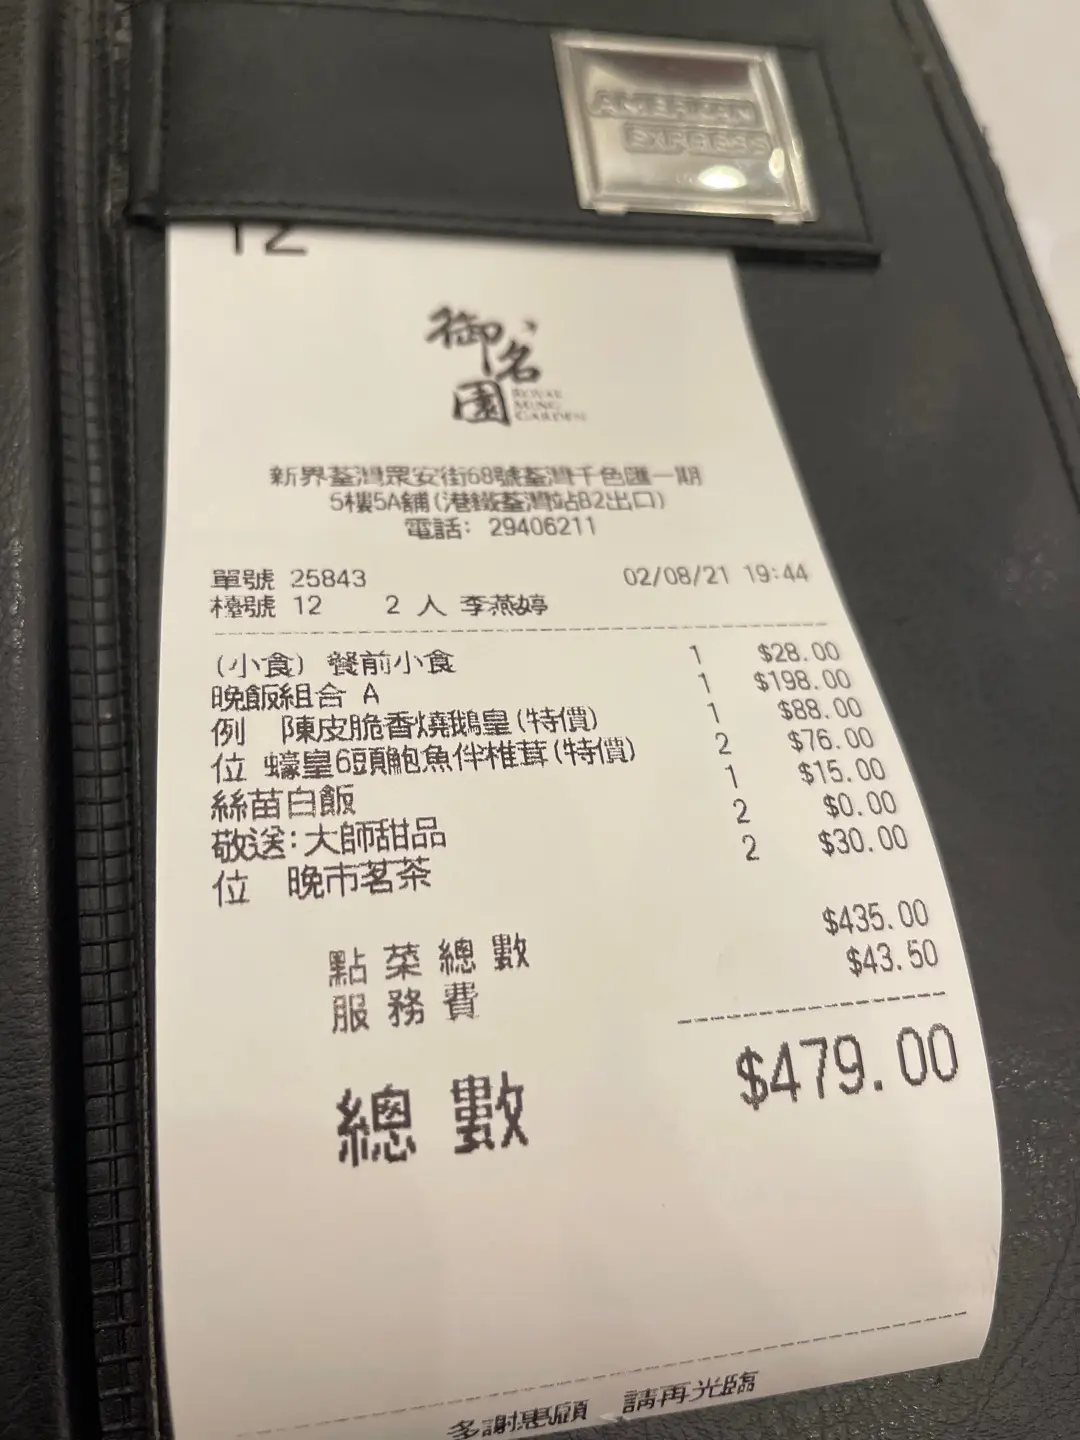 AMERICAN
EXPRESS
12
御名園
ROYAL
MING
GARDEN
新界荃灣眾安街68號荃灣千色匯一期
5樓5A舖(港鐵荃灣站B2出口)
電話: 29406211
單號 25843 02/08/21 19:44
檯號 12 2 人 李燕婷
(小食) 餐前小食 1 $28.00
晚飯組合 A 1 $198.00
例 陳皮脆香燒鵝皇(特價) 1 $88.00
位 蠔皇6頭鮑魚伴椎茸(特價) 2 $76.00
絲苗白飯 1 $15.00
敬送:大師甜品 2 $0.00
位 晚市茗茶 2 $30.00
點菜總數 $435.00
服務費 $43.50
總數 $479.00
多謝惠顧 請再光臨